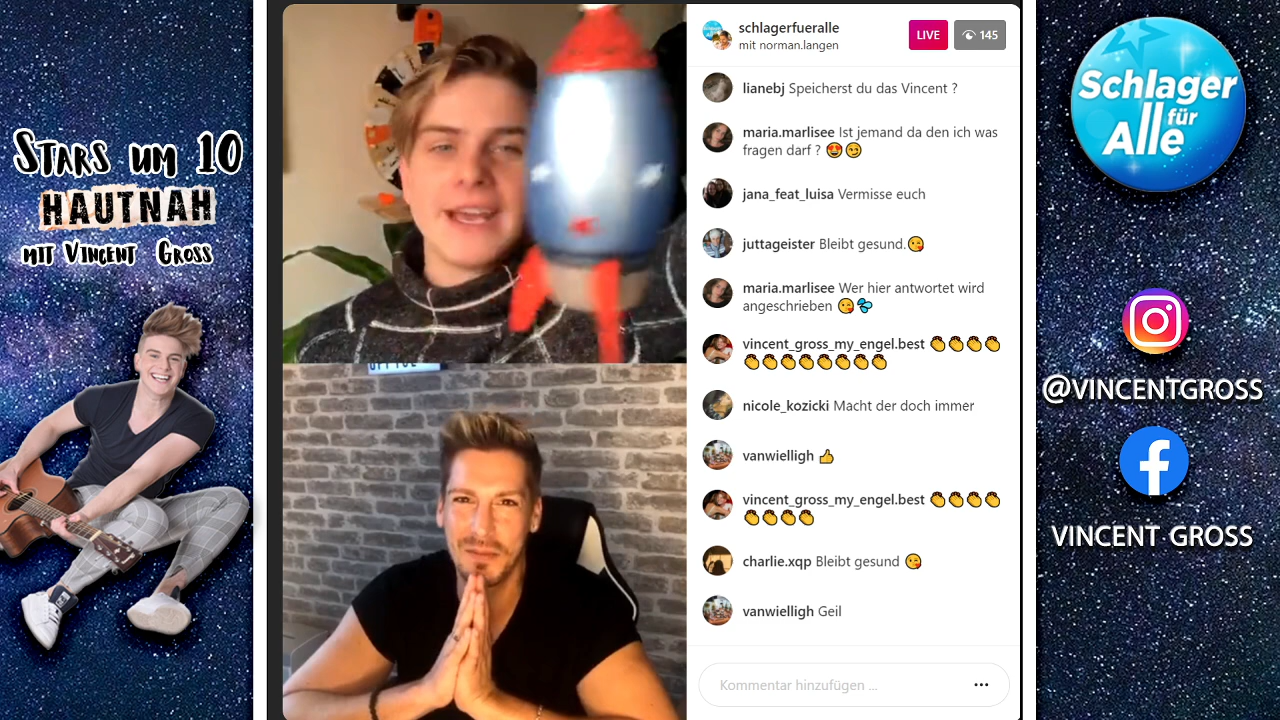 Stars um 10
HAUTNAH
mit Vincent Gross
schlagerfueralle
mit norman.langen
LIVE
145
lianebj Speicherst du das Vincent ?
maria.marlisee Ist jemand da den ich was
fragen darf ? 😍😏
jana_feat_luisa Vermisse euch
juttageister Bleibt gesund.😘
maria.marlisee Wer hier antwortet wird
angeschrieben 😘💦
vincent_gross_my_engel.best 👏👏👏👏
👏👏👏👏👏👏👏👏
nicole_kozicki Macht der doch immer
vanwielligh 👍
vincent_gross_my_engel.best 👏👏👏👏
👏👏👏👏
charlie.xqp Bleibt gesund 😘
vanwielligh Geil
Kommentar hinzufügen ...
Schlager
für
Alle
@VINCENTGROSS
VINCENT GROSS